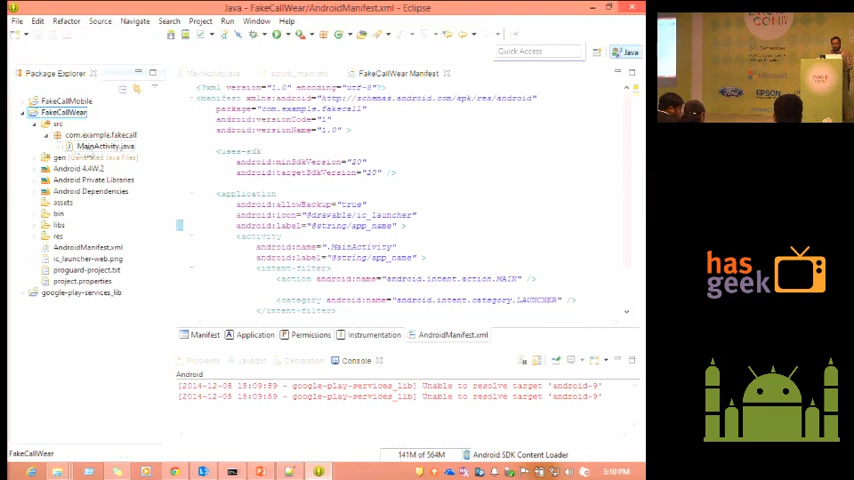 Java - FakeCallWear/AndroidManifest.xml - Eclipse
File Edit Refactor Source Navigate Search Project Run Window Help
Quick Access
Java
Package Explorer
MainActivity.java
activity_main.xml
FakeCallWear Manifest
FakeCallMobile
FakeCallWear
src
com.example.fakecall
MainActivity.java
gen [Generated Java Files]
Android 4.4W.2
Android Private Libraries
Android Dependencies
assets
bin
libs
res
AndroidManifest.xml
ic_launcher-web.png
proguard-project.txt
project.properties
google-play-services_lib
<?xml version="1.0" encoding="utf-8"?>
<manifest xmlns:android="http://schemas.android.com/apk/res/android"
package="com.example.fakecall"
android:versionCode="1"
android:versionName="1.0" >
<uses-sdk
android:minSdkVersion="20"
android:targetSdkVersion="20" />
<application
android:allowBackup="true"
android:icon="@drawable/ic_launcher"
android:label="@string/app_name" >
<activity
android:name=".MainActivity"
android:label="@string/app_name" >
<intent-filter>
<action android:name="android.intent.action.MAIN" />
<category android:name="android.intent.category.LAUNCHER" />
</intent-filter>
Manifest Application Permissions Instrumentation AndroidManifest.xml
Problems Javadoc Declaration Console
Android
[2014-12-08 15:09:59 - google-play-services_lib] Unable to resolve target 'android-9'
[2014-12-08 15:09:59 - google-play-services_lib] Unable to resolve target 'android-9'
FakeCallWear
141M of 564M
Android SDK Content Loader
3:10 PM
Microsoft
EPSON
has
geek